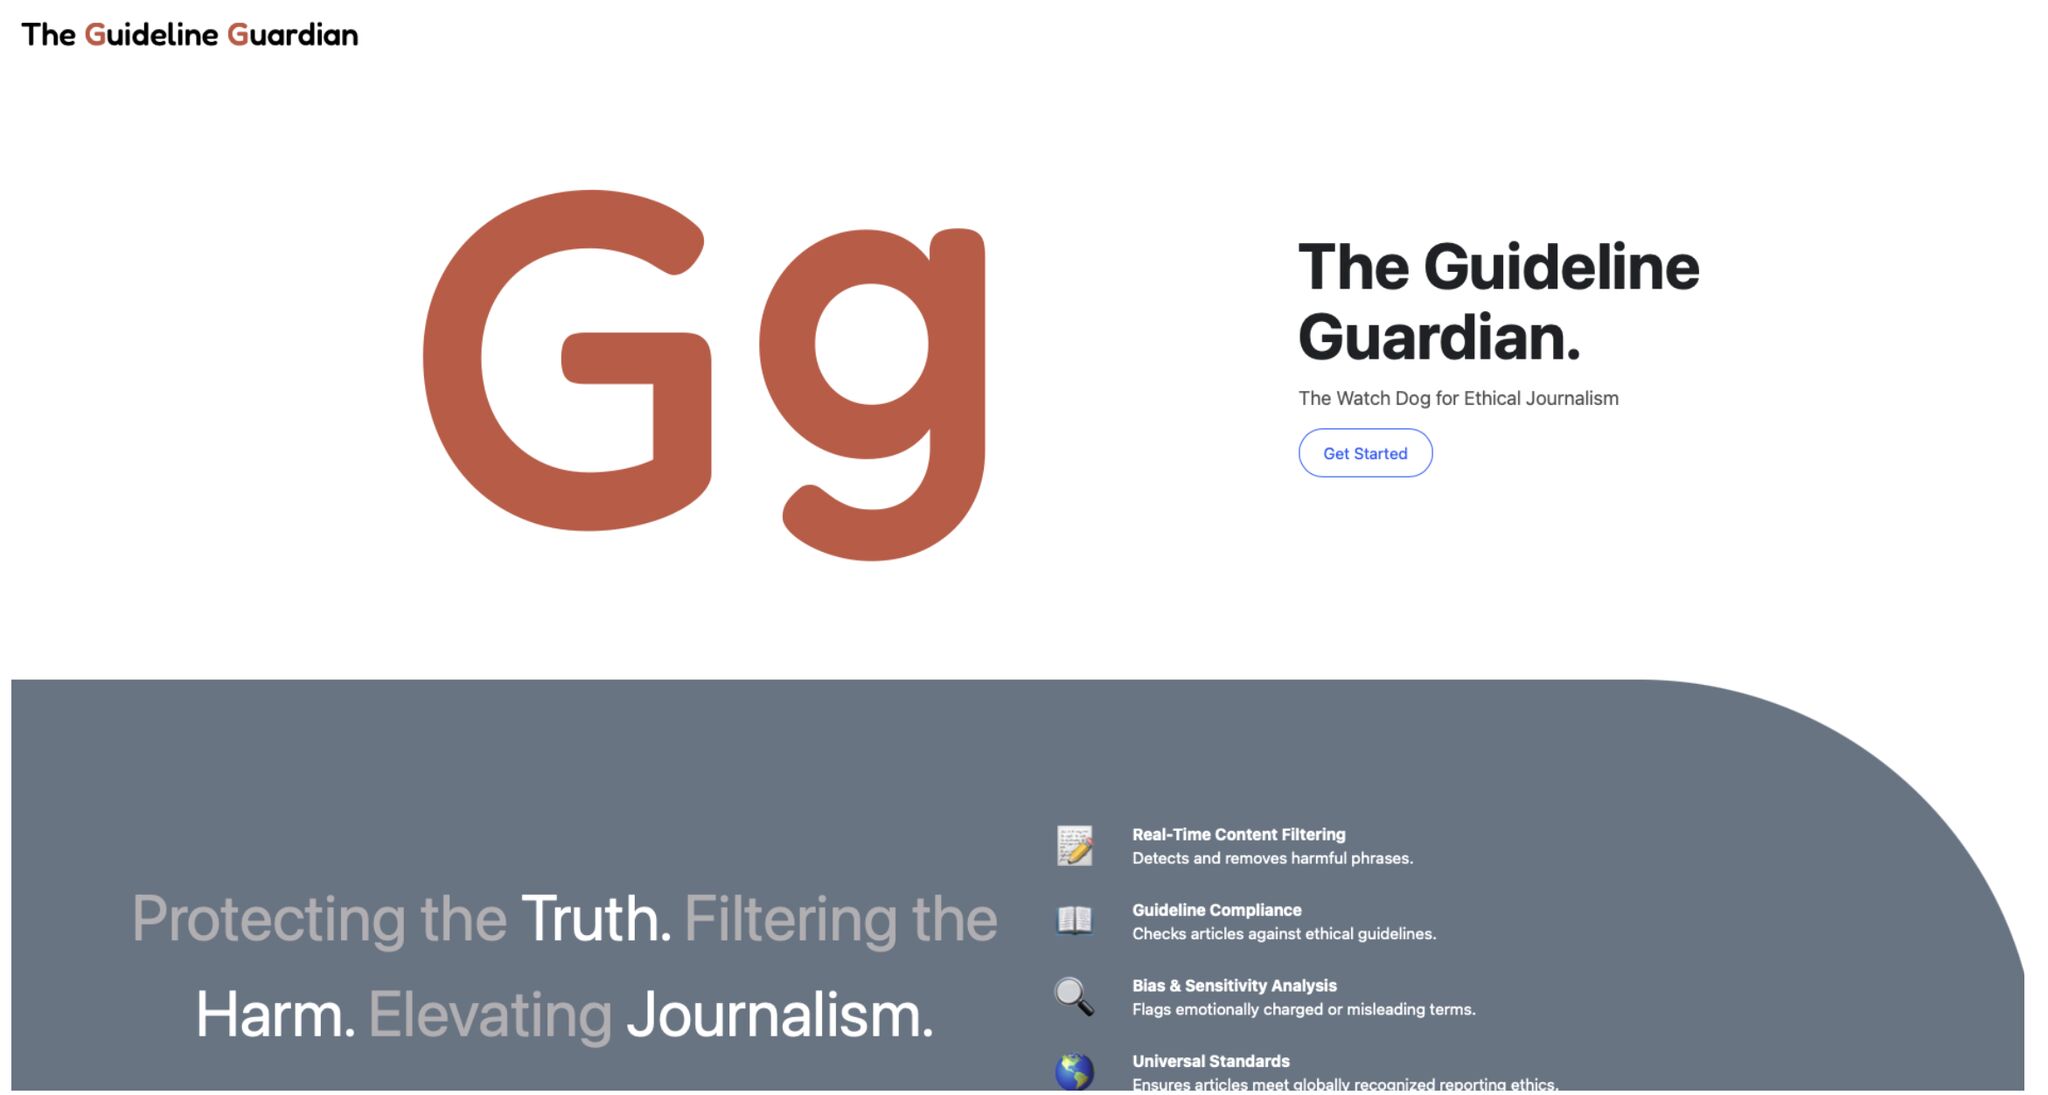 The Guideline Guardian
Gg
The Guideline
Guardian.
The Watch Dog for Ethical Journalism
Get Started
Protecting the Truth. Filtering the
Harm. Elevating Journalism.
Real-Time Content Filtering
Detects and removes harmful phrases.
Guideline Compliance
Checks articles against ethical guidelines.
Bias & Sensitivity Analysis
Flags emotionally charged or misleading terms.
Universal Standards
Ensures articles meet globally recognized reporting ethics.